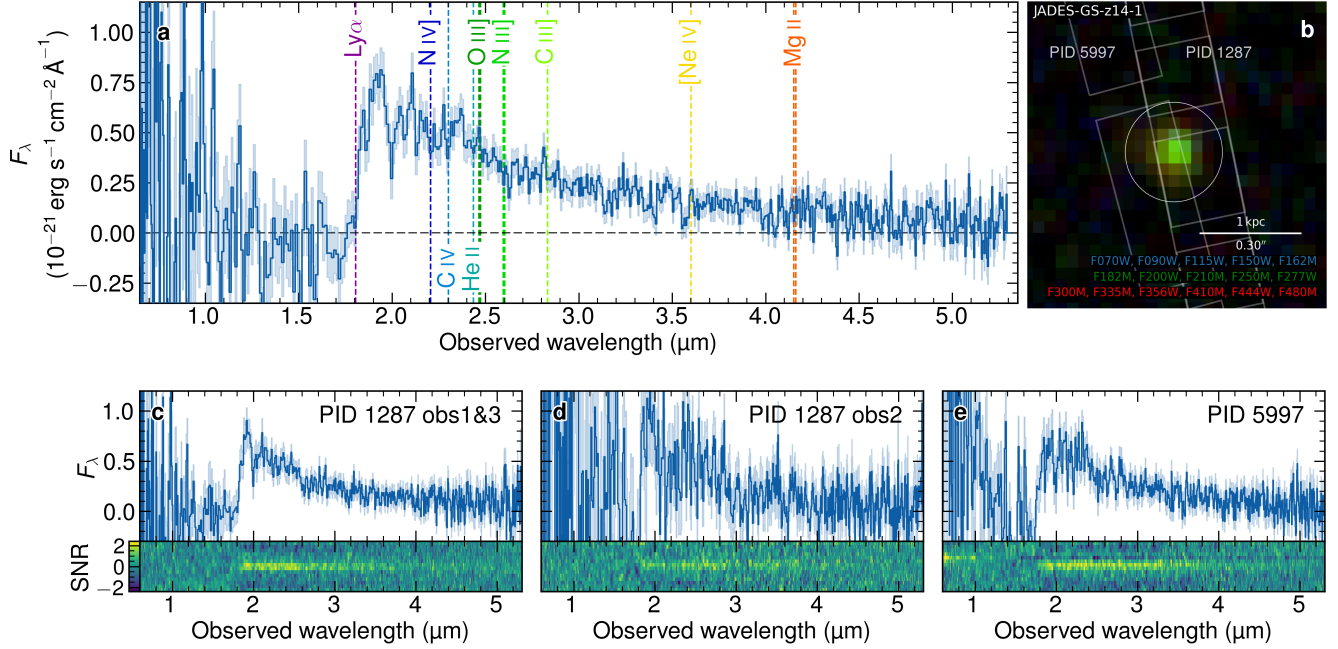 a
Lyα
N IV]
C IV
He II
O III]
N III]
C III]
[Ne IV]
Mg II
1.00
0.75
0.50
0.25
0.00
−0.25
Fλ
(10⁻²¹ erg s⁻¹ cm⁻² Å⁻¹)
1.0 1.5 2.0 2.5 3.0 3.5 4.0 4.5 5.0
Observed wavelength (μm)
JADES-GS-z14-1
b
PID 5997
PID 1287
1 kpc
0.30″
F070W, F090W, F115W, F150W, F162M
F182M, F200W, F210M, F250M, F277W
F300M, F335M, F356W, F410M, F444W, F480M
c
PID 1287 obs1&3
1.0
0.5
0.0
Fλ
2
0
−2
SNR
1 2 3 4 5
Observed wavelength (μm)
d
PID 1287 obs2
1 2 3 4 5
Observed wavelength (μm)
e
PID 5997
1 2 3 4 5
Observed wavelength (μm)